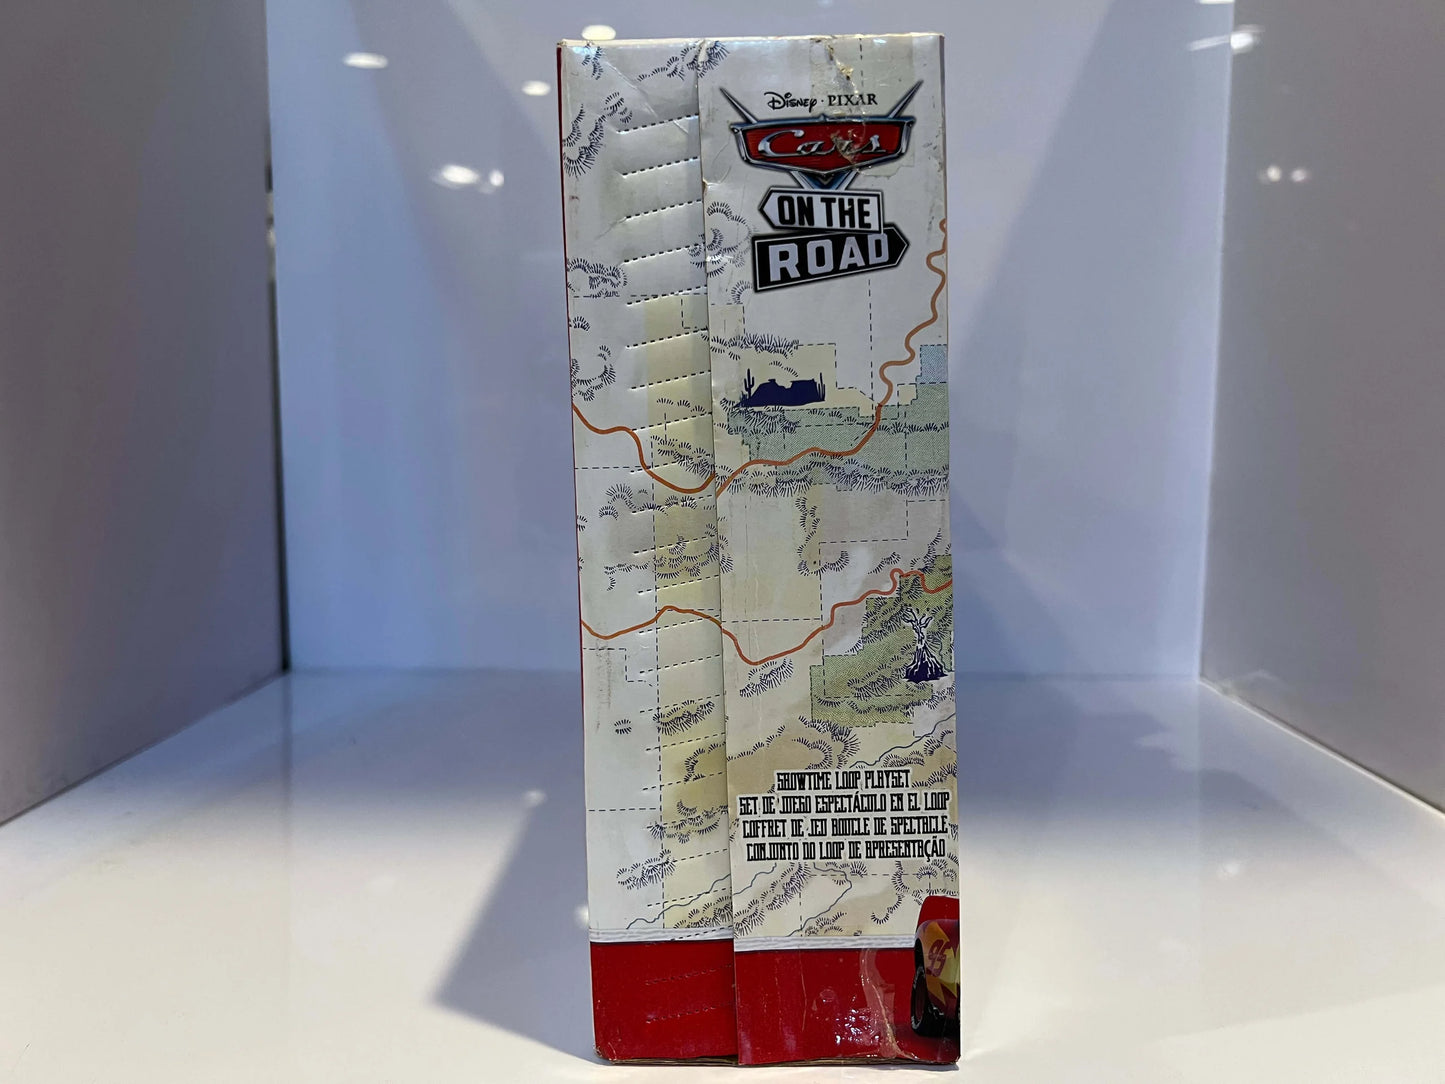 Disney · PIXAR
Cars
ON THE
ROAD
SHOWTIME LOOP PLAYSET
SET DE JUEGO ESPECTÁCULO EN EL LOOP
COFFRET DE JEU BOUCLE DE SPECTACLE
CONJUNTO DO LOOP DE APRESENTAÇÃO
95